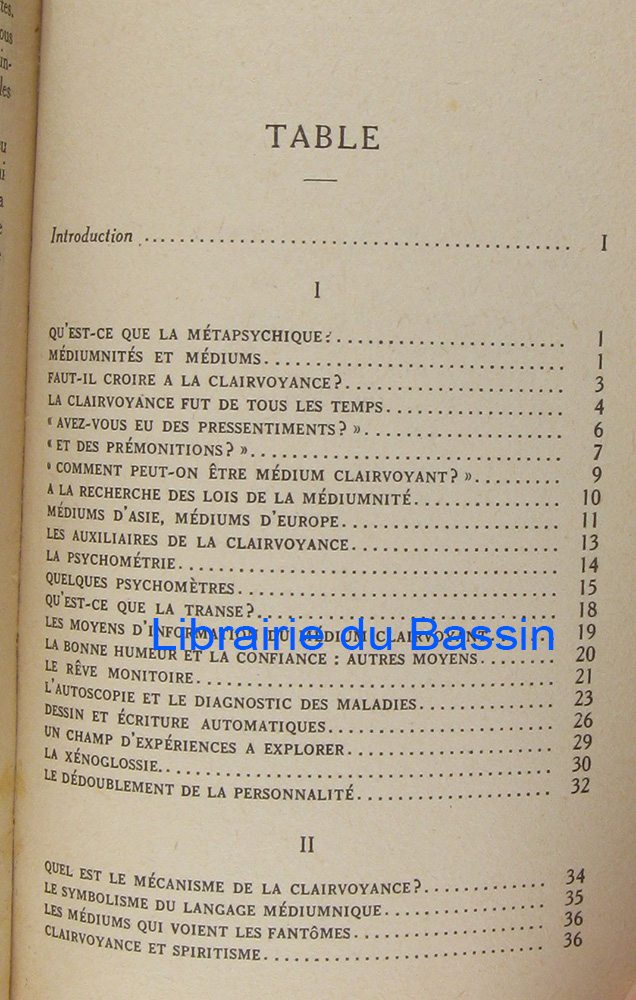 tes.
ous
in-
les
u
TABLE
Introduction .......... I
I
QU'EST-CE QUE LA MÉTAPSYCHIQUE? .......... 1
MÉDIUMNITÉS ET MÉDIUMS .......... 1
FAUT-IL CROIRE A LA CLAIRVOYANCE? .......... 3
LA CLAIRVOYANCE FUT DE TOUS LES TEMPS .......... 4
« AVEZ-VOUS EU DES PRESSENTIMENTS? » .......... 6
« ET DES PRÉMONITIONS? » .......... 7
« COMMENT PEUT-ON ÊTRE MÉDIUM CLAIRVOYANT? » .......... 9
A LA RECHERCHE DES LOIS DE LA MÉDIUMNITÉ .......... 10
MÉDIUMS D'ASIE, MÉDIUMS D'EUROPE .......... 11
LES AUXILIAIRES DE LA CLAIRVOYANCE .......... 13
LA PSYCHOMÉTRIE .......... 14
QUELQUES PSYCHOMÈTRES .......... 15
QU'EST-CE QUE LA TRANSE? .......... 18
LES MOYENS D'INFORMATION DU MÉDIUM CLAIRVOYANT .......... 19
Librairie du Bassin
LA BONNE HUMEUR ET LA CONFIANCE : AUTRES MOYENS .......... 20
LE RÊVE MONITOIRE .......... 21
L'AUTOSCOPIE ET LE DIAGNOSTIC DES MALADIES .......... 23
DESSIN ET ÉCRITURE AUTOMATIQUES .......... 26
UN CHAMP D'EXPÉRIENCES A EXPLORER .......... 29
LA XÉNOGLOSSIE .......... 30
LE DÉDOUBLEMENT DE LA PERSONNALITÉ .......... 32
II
QUEL EST LE MÉCANISME DE LA CLAIRVOYANCE? .......... 34
LE SYMBOLISME DU LANGAGE MÉDIUMNIQUE .......... 35
LES MÉDIUMS QUI VOIENT LES FANTÔMES .......... 36
CLAIRVOYANCE ET SPIRITISME .......... 36